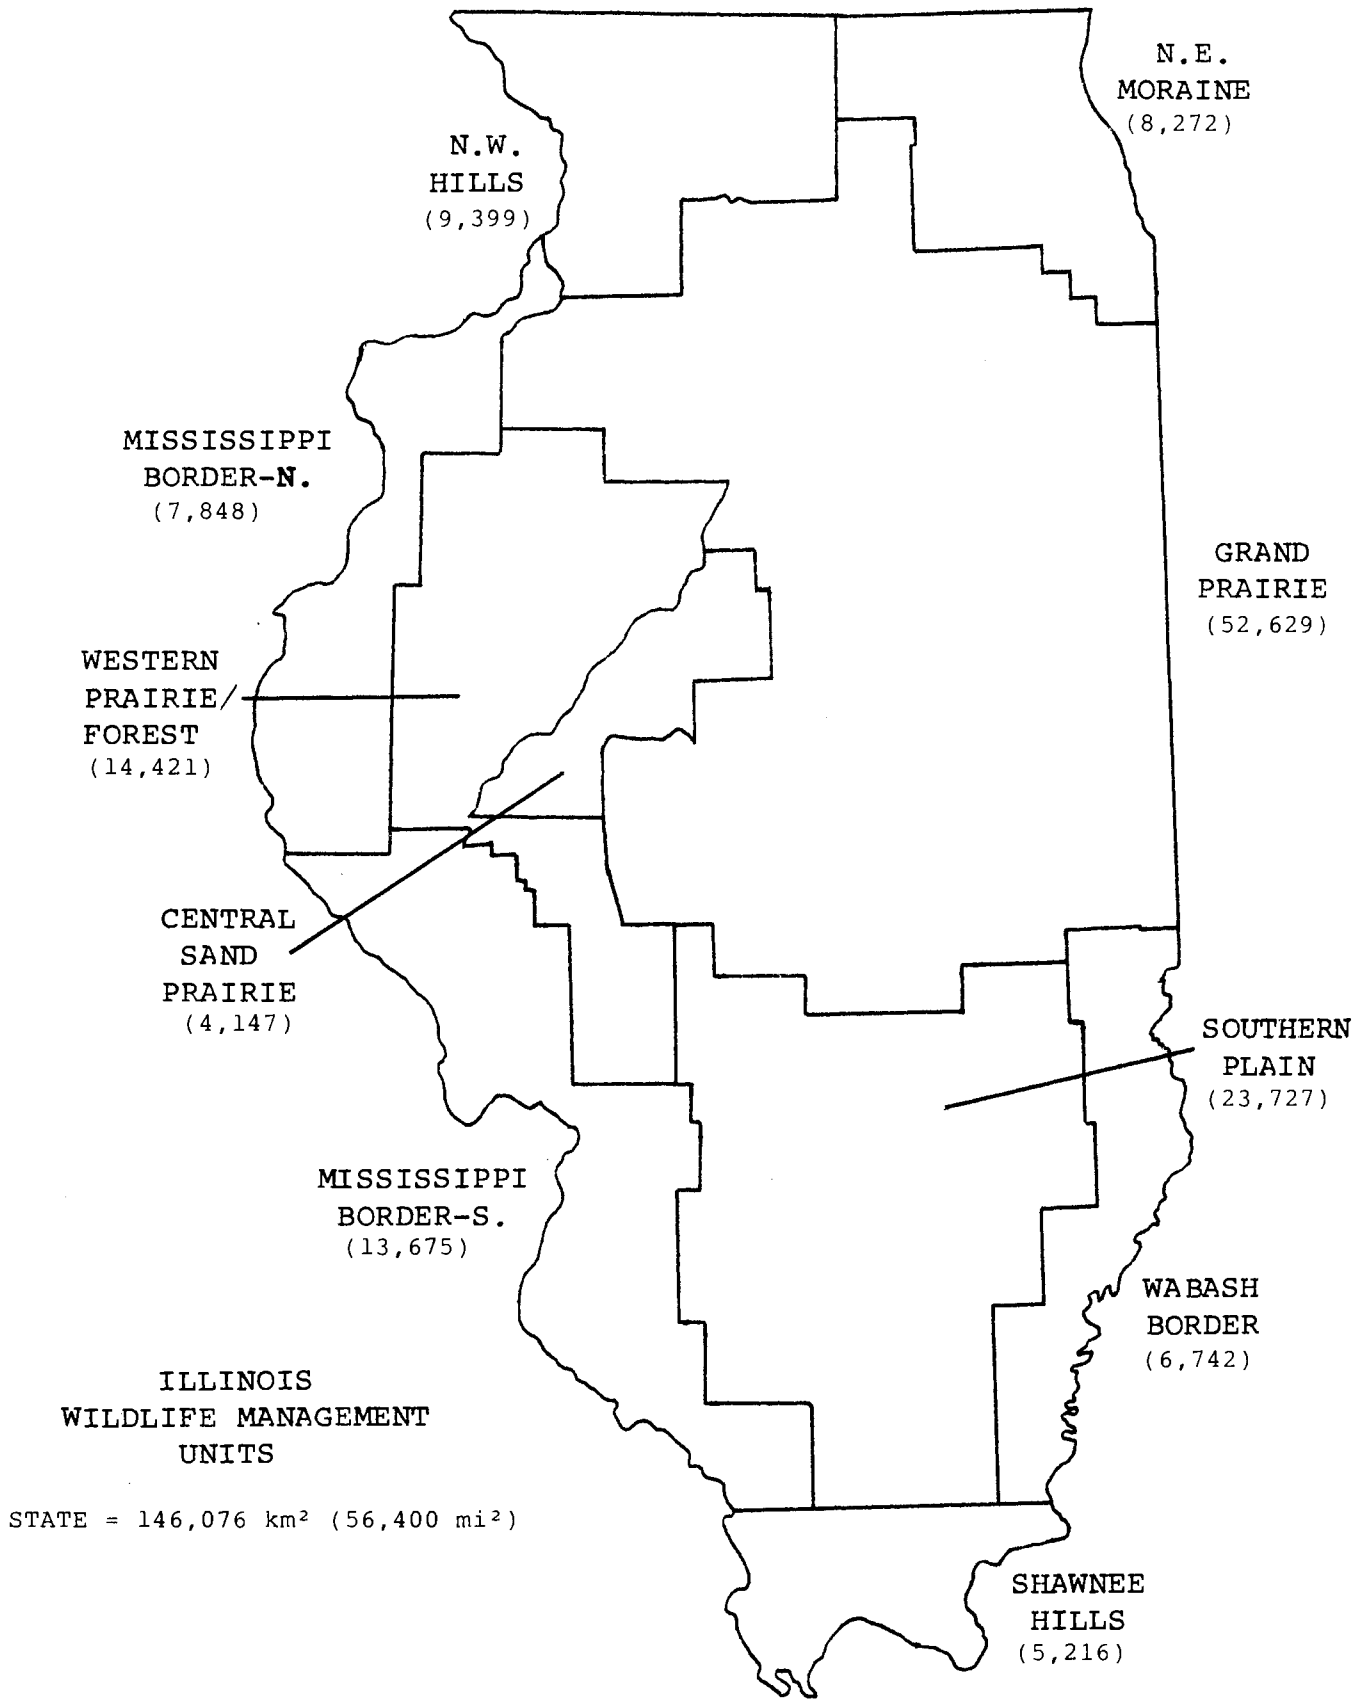 N.E.
MORAINE
(8,272)
N.W.
HILLS
(9,399)
MISSISSIPPI
BORDER-N.
(7,848)
GRAND
PRAIRIE
(52,629)
WESTERN
PRAIRIE/
FOREST
(14,421)
CENTRAL
SAND
PRAIRIE
(4,147)
SOUTHERN
PLAIN
(23,727)
MISSISSIPPI
BORDER-S.
(13,675)
WABASH
BORDER
(6,742)
ILLINOIS
WILDLIFE MANAGEMENT
UNITS
STATE = 146,076 km² (56,400 mi²)
SHAWNEE
HILLS
(5,216)